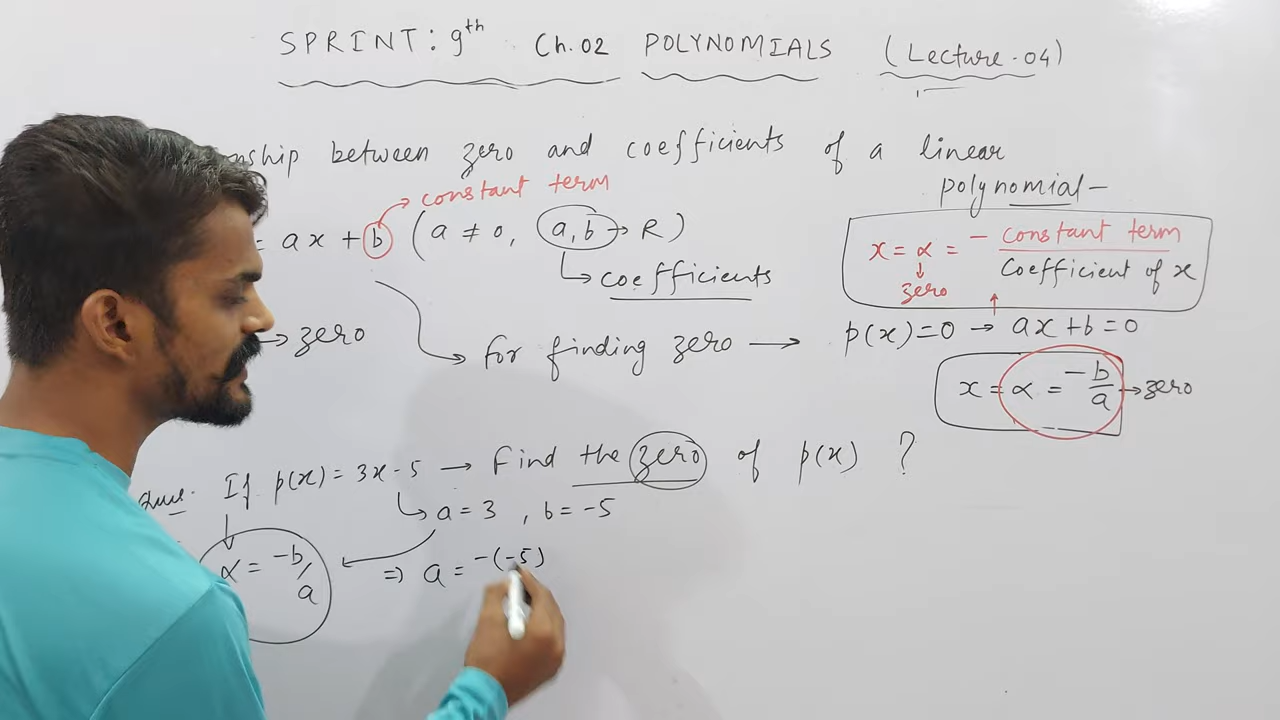 SPRINT: 9th Ch.02 POLYNOMIALS (Lecture-04)
between zero and coefficients of a linear
polynomial-
constant term
= ax + b (a ≠ 0, a, b → R)
coefficients
x = α = - constant term / Coefficient of x
zero
→ zero
for finding zero → p(x)=0 → ax+b=0
x = α = -b/a → zero
Ques. If p(x) = 3x-5 → Find the zero of p(x) ?
a = 3 , b = -5
α = -b/a
⇒ a = -(-5)